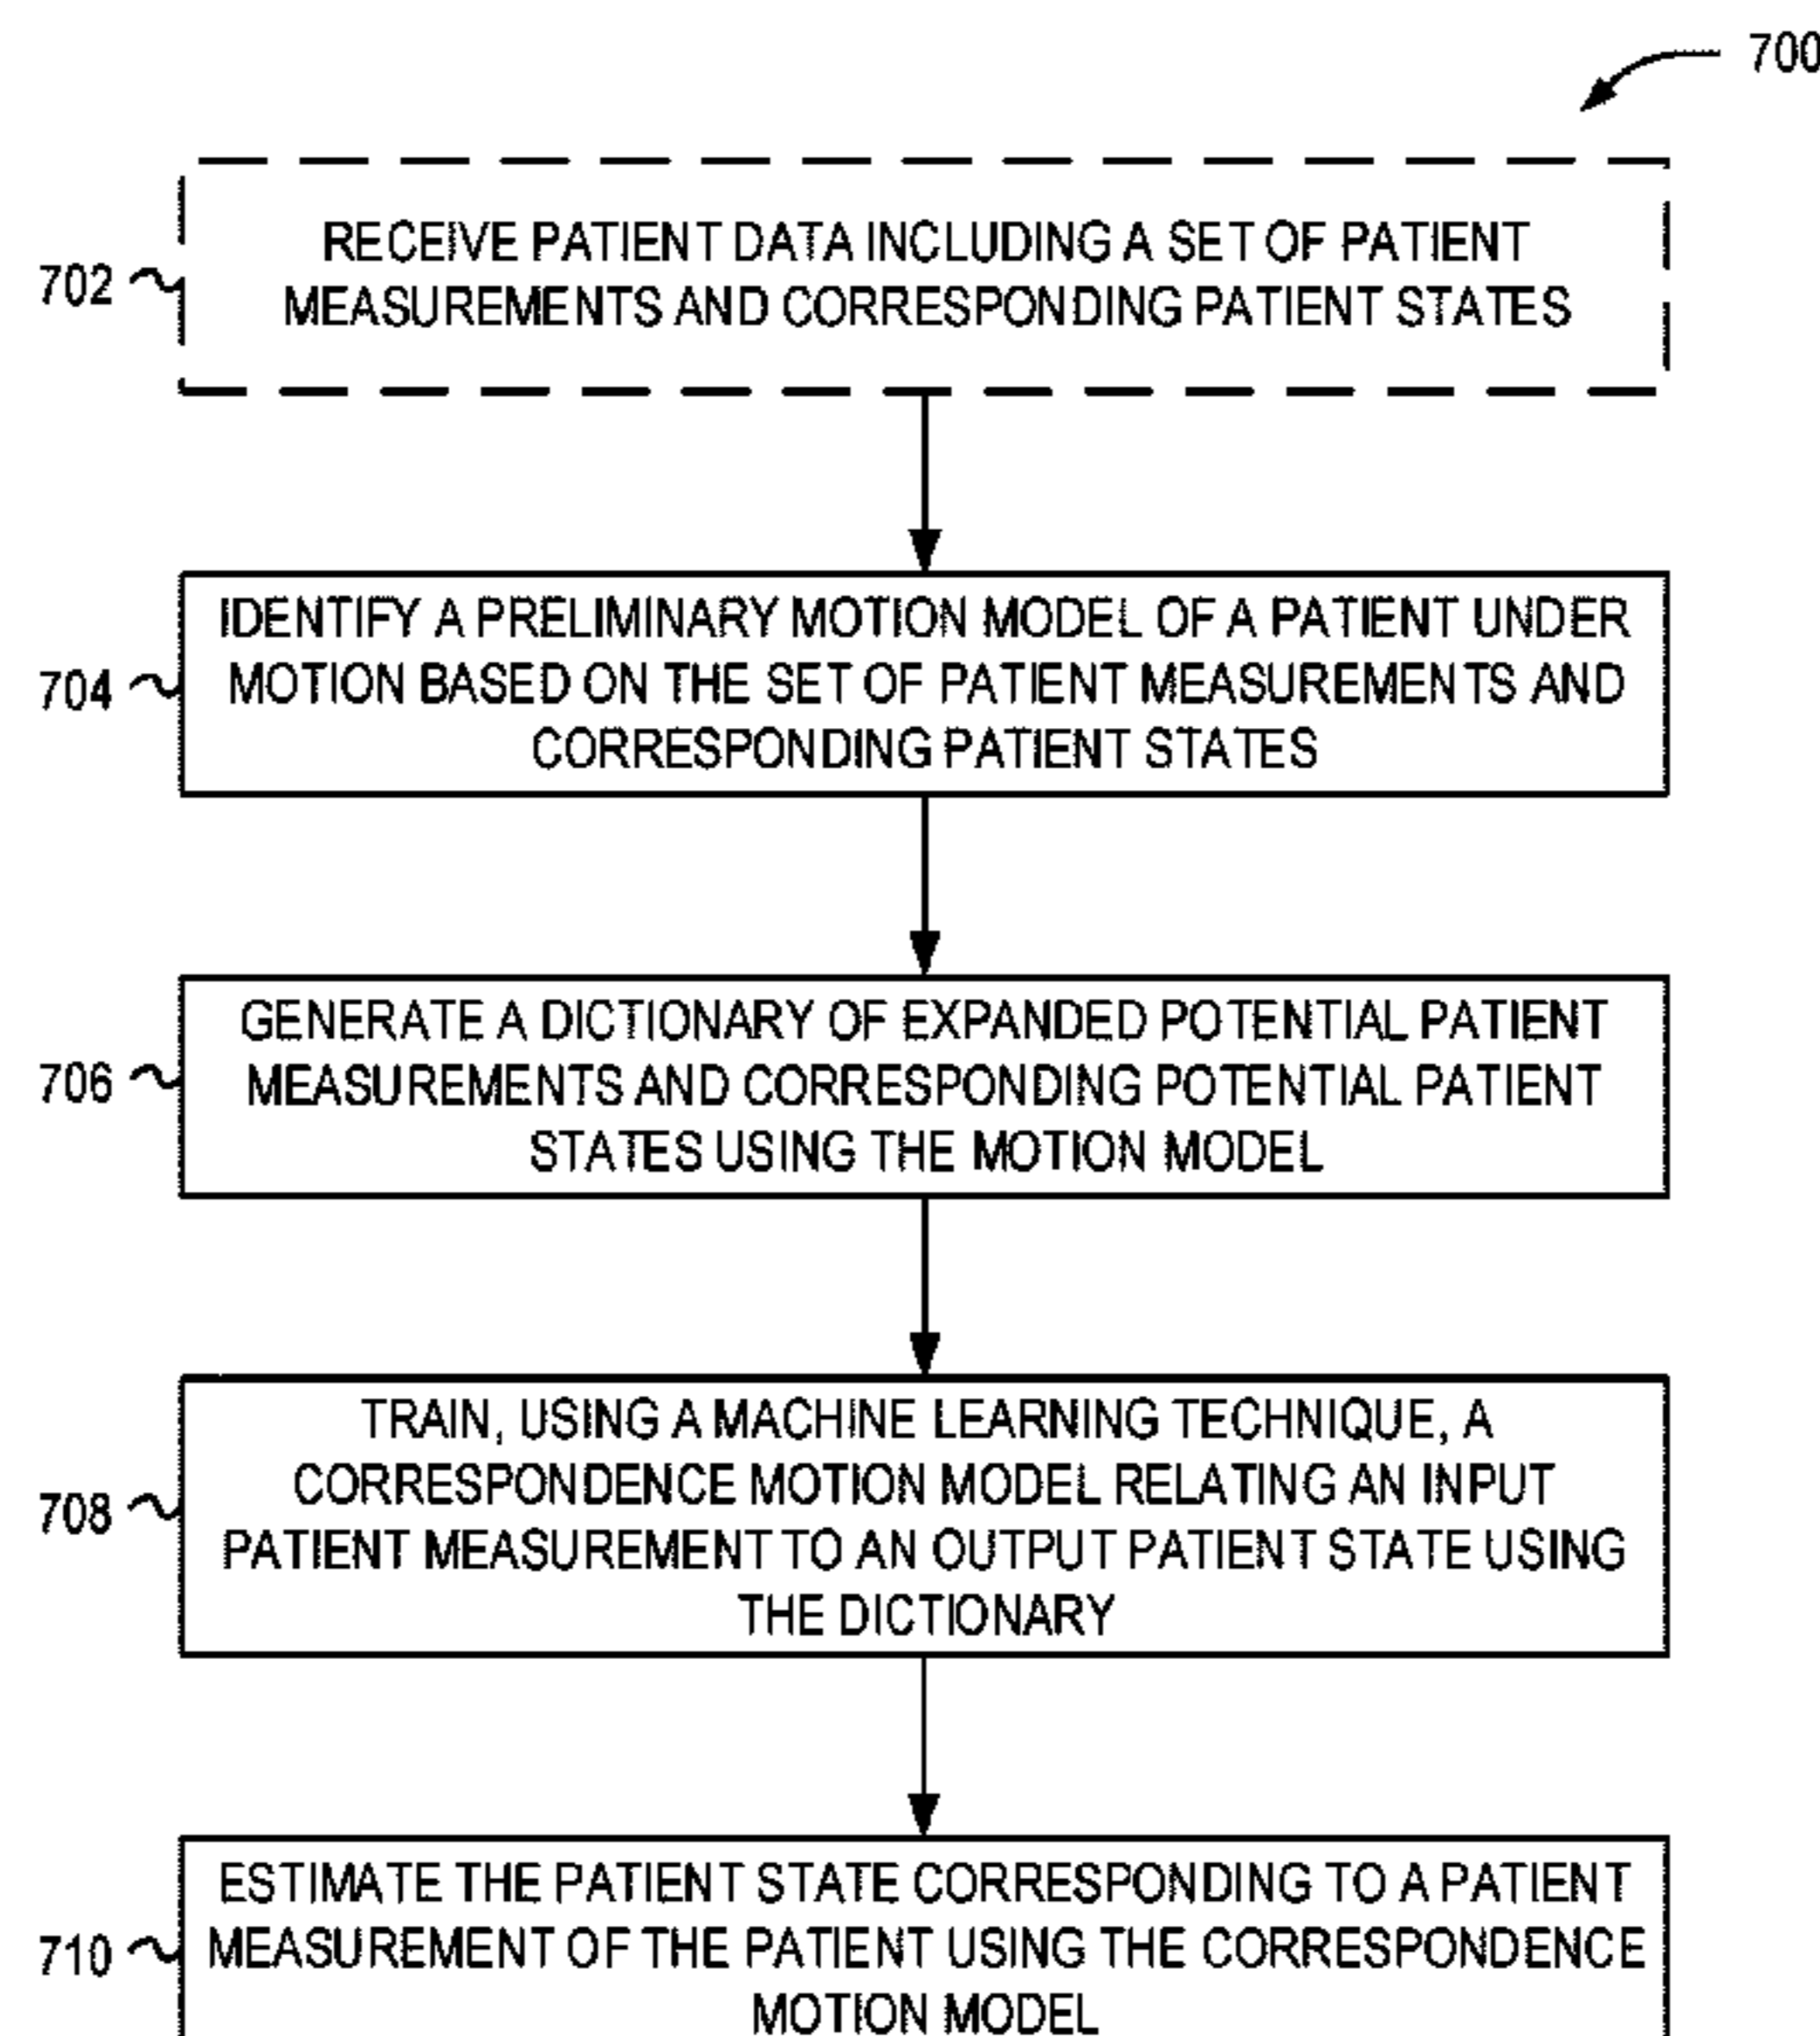 700
RECEIVE PATIENT DATA INCLUDING A SET OF PATIENT
MEASUREMENTS AND CORRESPONDING PATIENT STATES
702
IDENTIFY A PRELIMINARY MOTION MODEL OF A PATIENT UNDER
MOTION BASED ON THE SET OF PATIENT MEASUREMENTS AND
CORRESPONDING PATIENT STATES
704
GENERATE A DICTIONARY OF EXPANDED POTENTIAL PATIENT
MEASUREMENTS AND CORRESPONDING POTENTIAL PATIENT
STATES USING THE MOTION MODEL
706
TRAIN, USING A MACHINE LEARNING TECHNIQUE, A
CORRESPONDENCE MOTION MODEL RELATING AN INPUT
PATIENT MEASUREMENT TO AN OUTPUT PATIENT STATE USING
THE DICTIONARY
708
ESTIMATE THE PATIENT STATE CORRESPONDING TO A PATIENT
MEASUREMENT OF THE PATIENT USING THE CORRESPONDENCE
MOTION MODEL
710